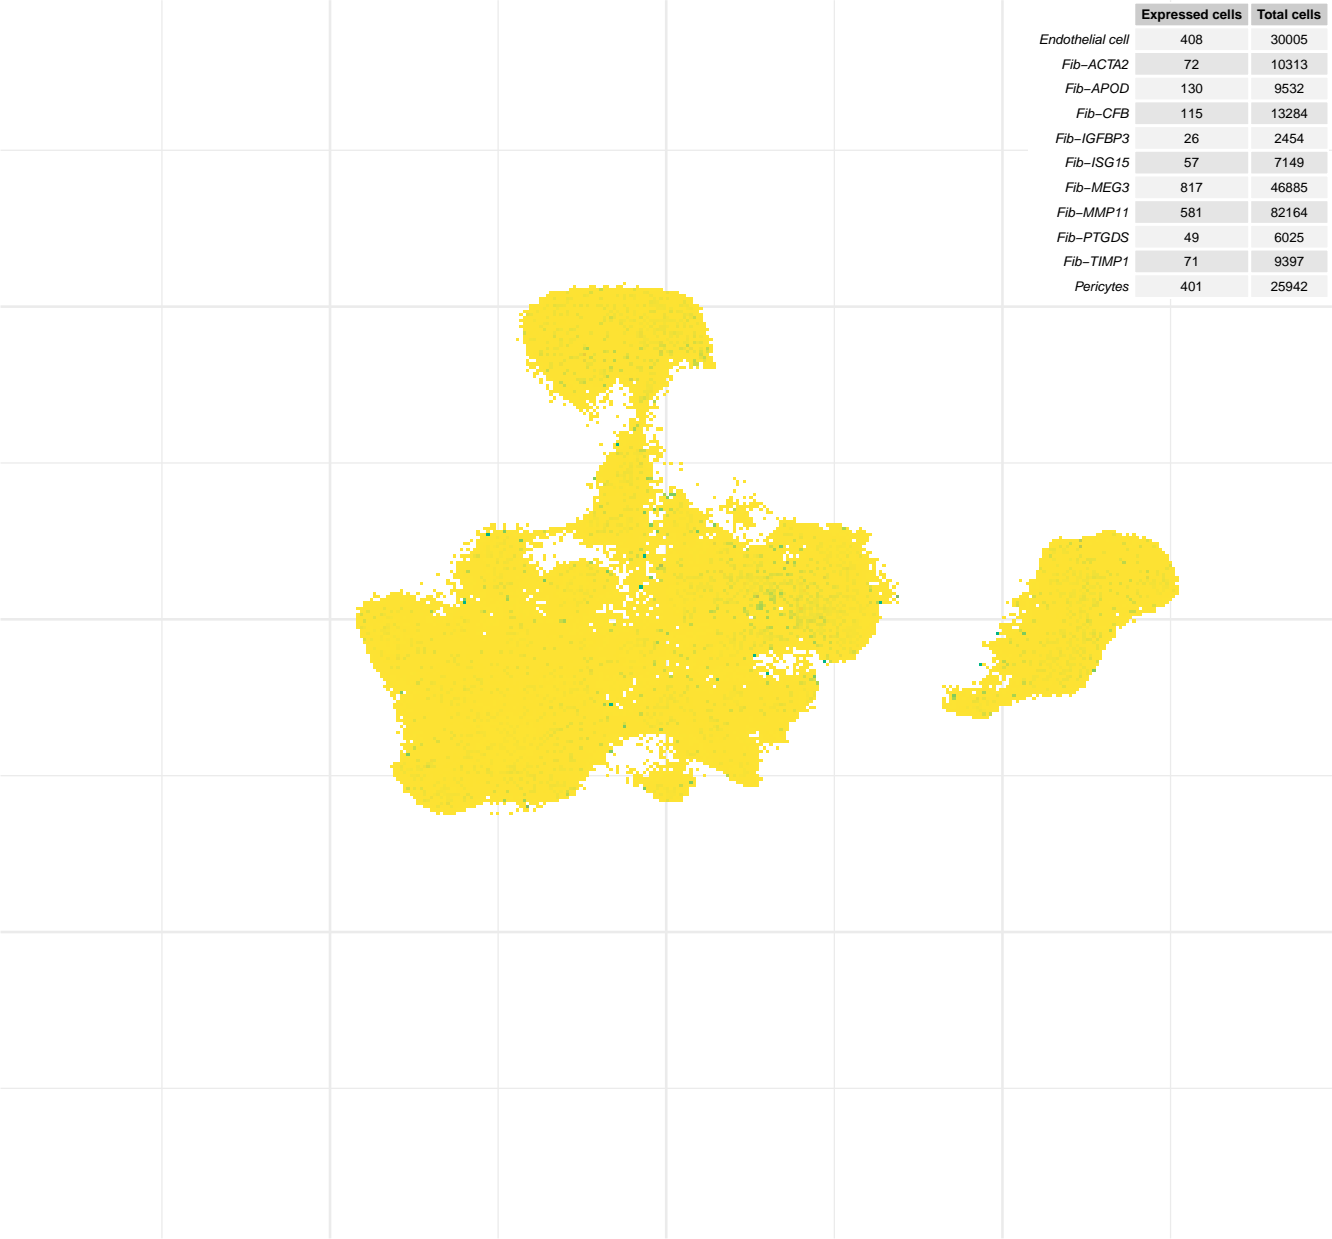 Expressed cells Total cells
Endothelial cell 408 30005
Fib−ACTA2 72 10313
Fib−APOD 130 9532
Fib−CFB 115 13284
Fib−IGFBP3 26 2454
Fib−ISG15 57 7149
Fib−MEG3 817 46885
Fib−MMP11 581 82164
Fib−PTGDS 49 6025
Fib−TIMP1 71 9397
Pericytes 401 25942